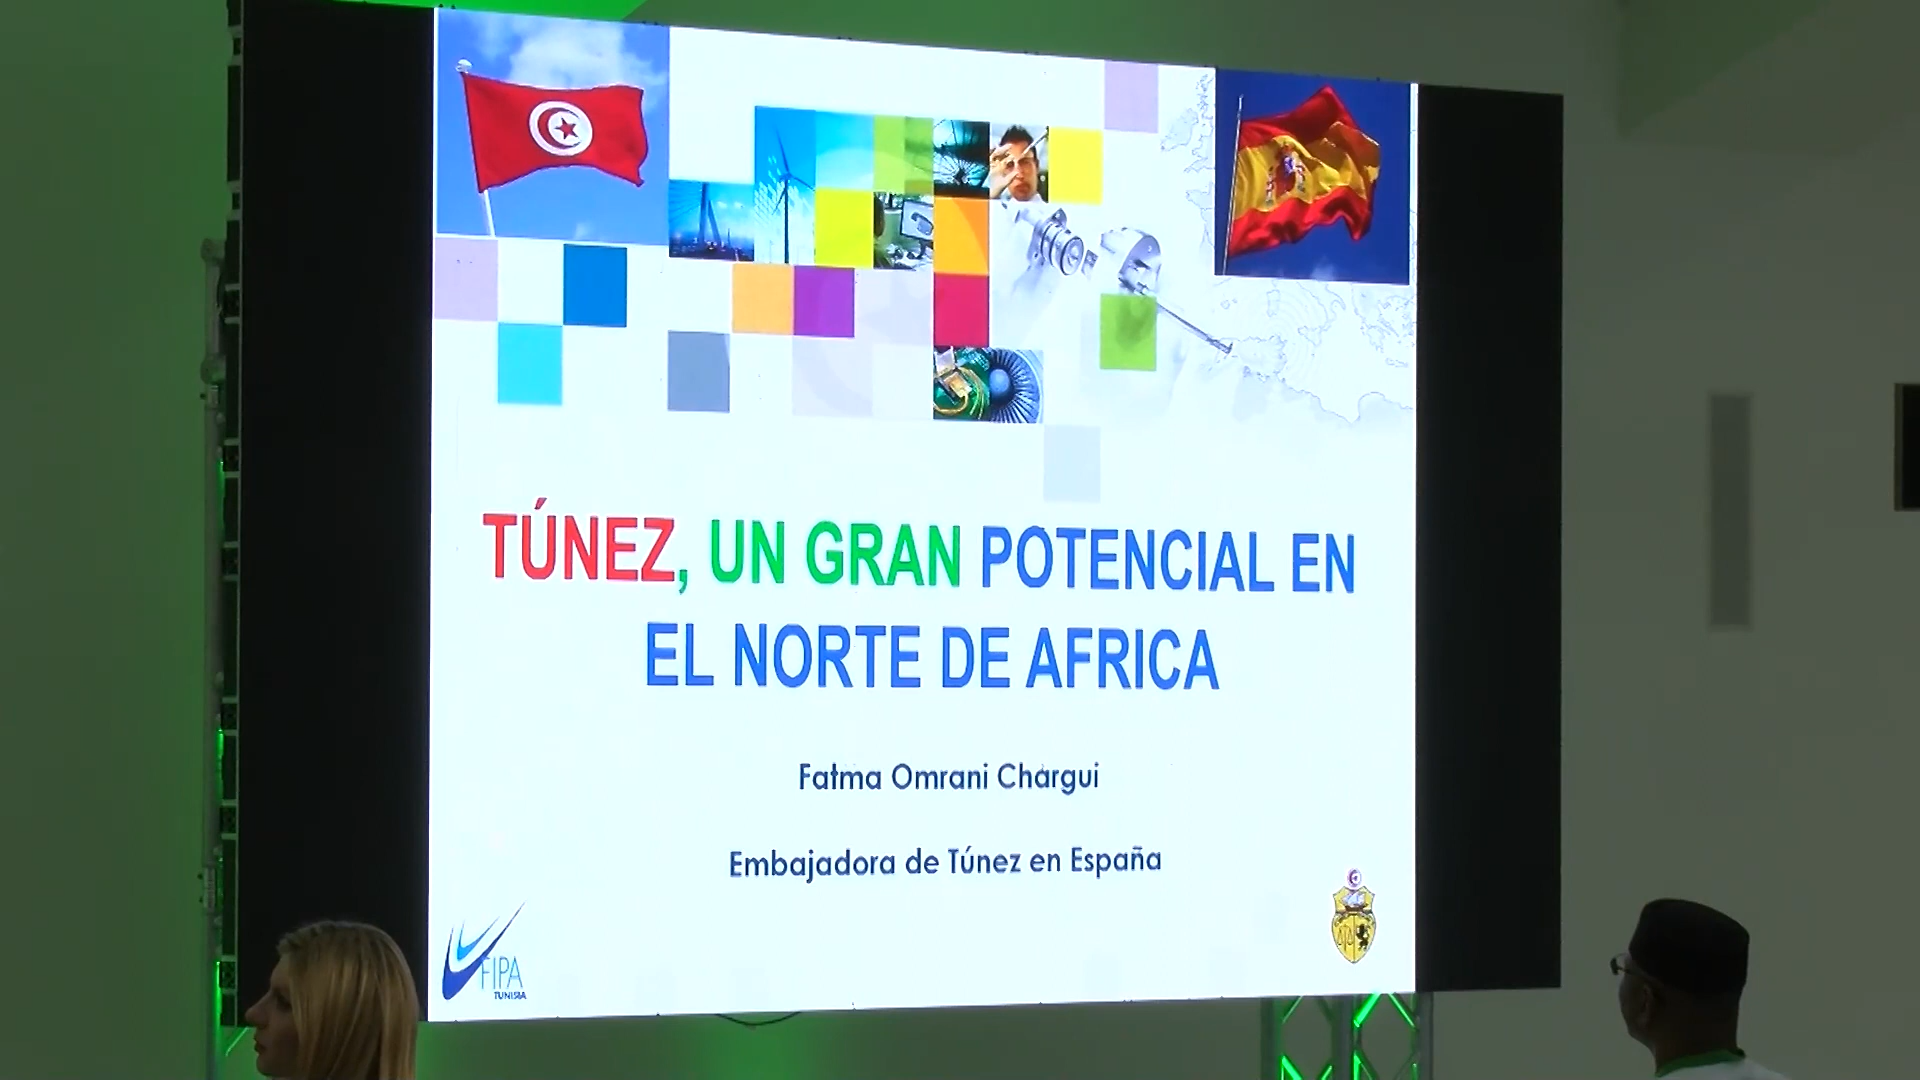 TÚNEZ, UN GRAN POTENCIAL EN
EL NORTE DE AFRICA
Fatma Omrani Chargui
Embajadora de Túnez en España
FIPA
TUNISIA